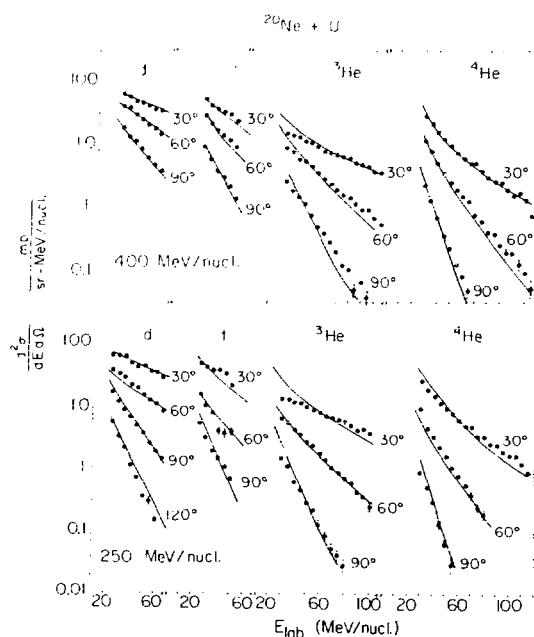 ²⁰Ne + U
d
³He
⁴He
100
30°
30°
60°
60°
90°
90°
30°
60°
90°
30°
60°
90°
1
0.1
400 MeV/nucl.
mb
sr-MeV/nucl.
d²σ
dE dΩ
d
t
³He
⁴He
100
10
1
0.1
0.01
30°
60°
90°
120°
30°
60°
90°
30°
60°
90°
30°
60°
90°
250 MeV/nucl.
20
60
20
60
20
60
100
20
60
100
E_lab (MeV/nucl.)